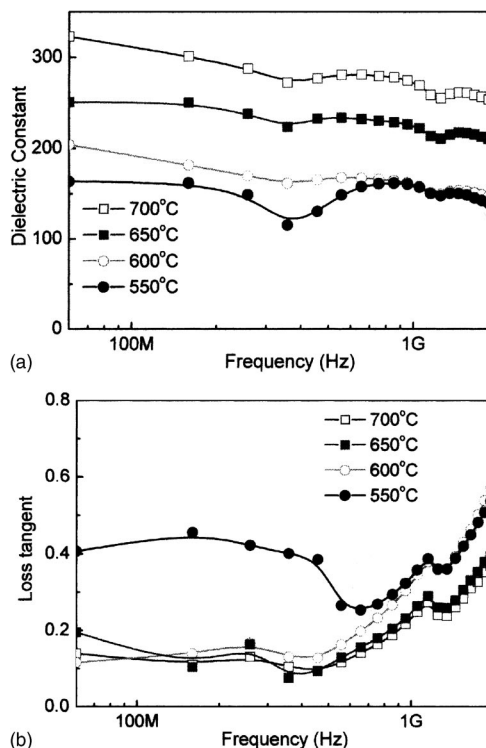 300
200
100
0
Dielectric Constant
700°C
650°C
600°C
550°C
100M
1G
(a)
Frequency (Hz)
0.8
0.6
0.4
0.2
0.0
Loss tangent
700°C
650°C
600°C
550°C
100M
1G
(b)
Frequency (Hz)